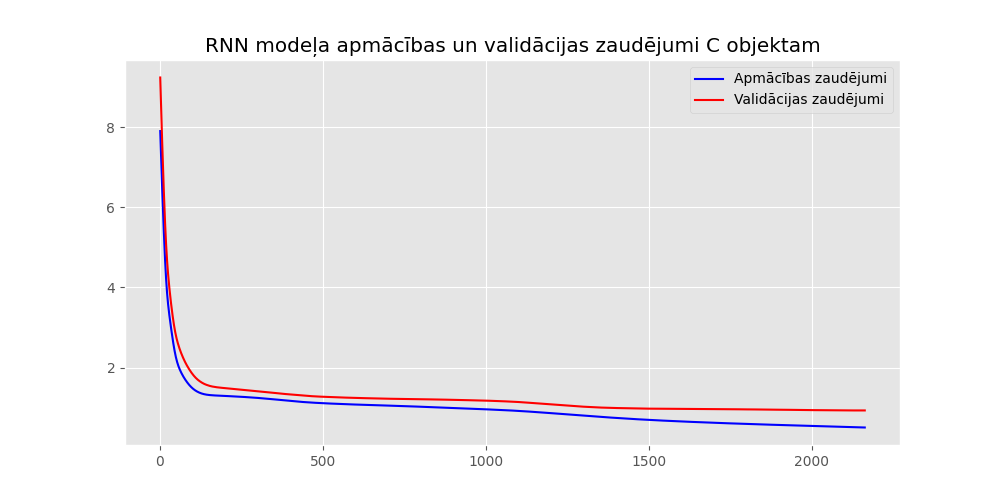 RNN modeļa apmācības un validācijas zaudējumi C objektam
Apmācības zaudējumi
Validācijas zaudējumi
8
6
4
2
0 500 1000 1500 2000